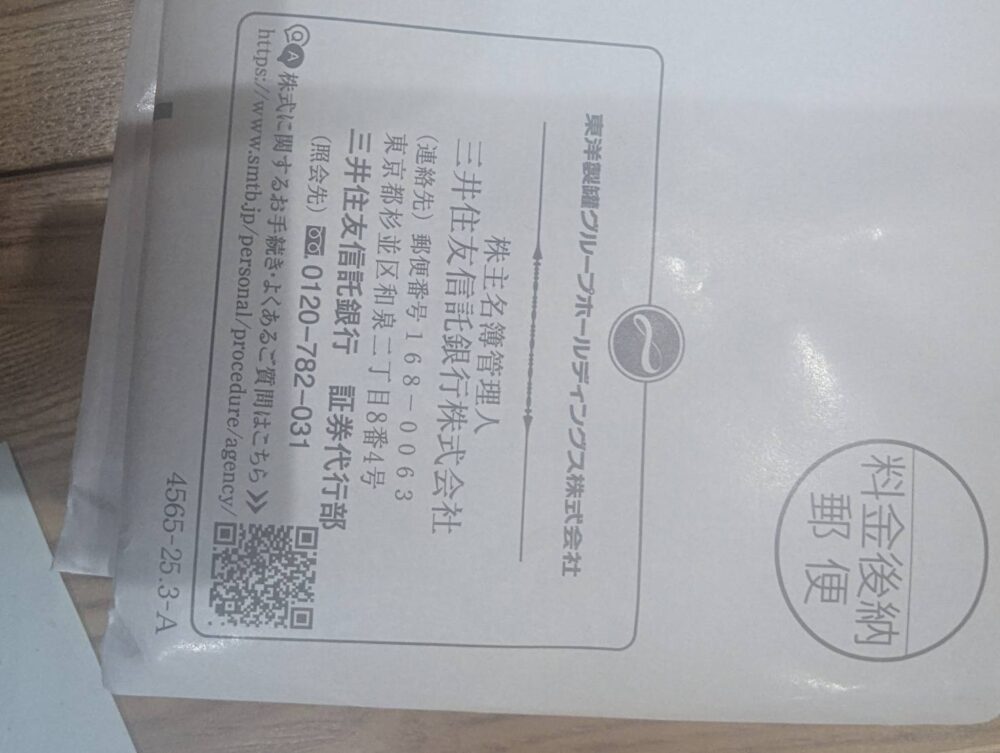 料金後納
郵便
東洋製罐グループホールディングス株式会社
株主名簿管理人
三井住友信託銀行株式会社
(連絡先) 郵便番号168-0063
東京都杉並区和泉二丁目8番4号
三井住友信託銀行 証券代行部
(照会先) 0120-782-031
QA 株式に関するお手続き・よくあるご質問はこちら
https://www.smtb.jp/personal/procedure/agency/
4565-25.3-A